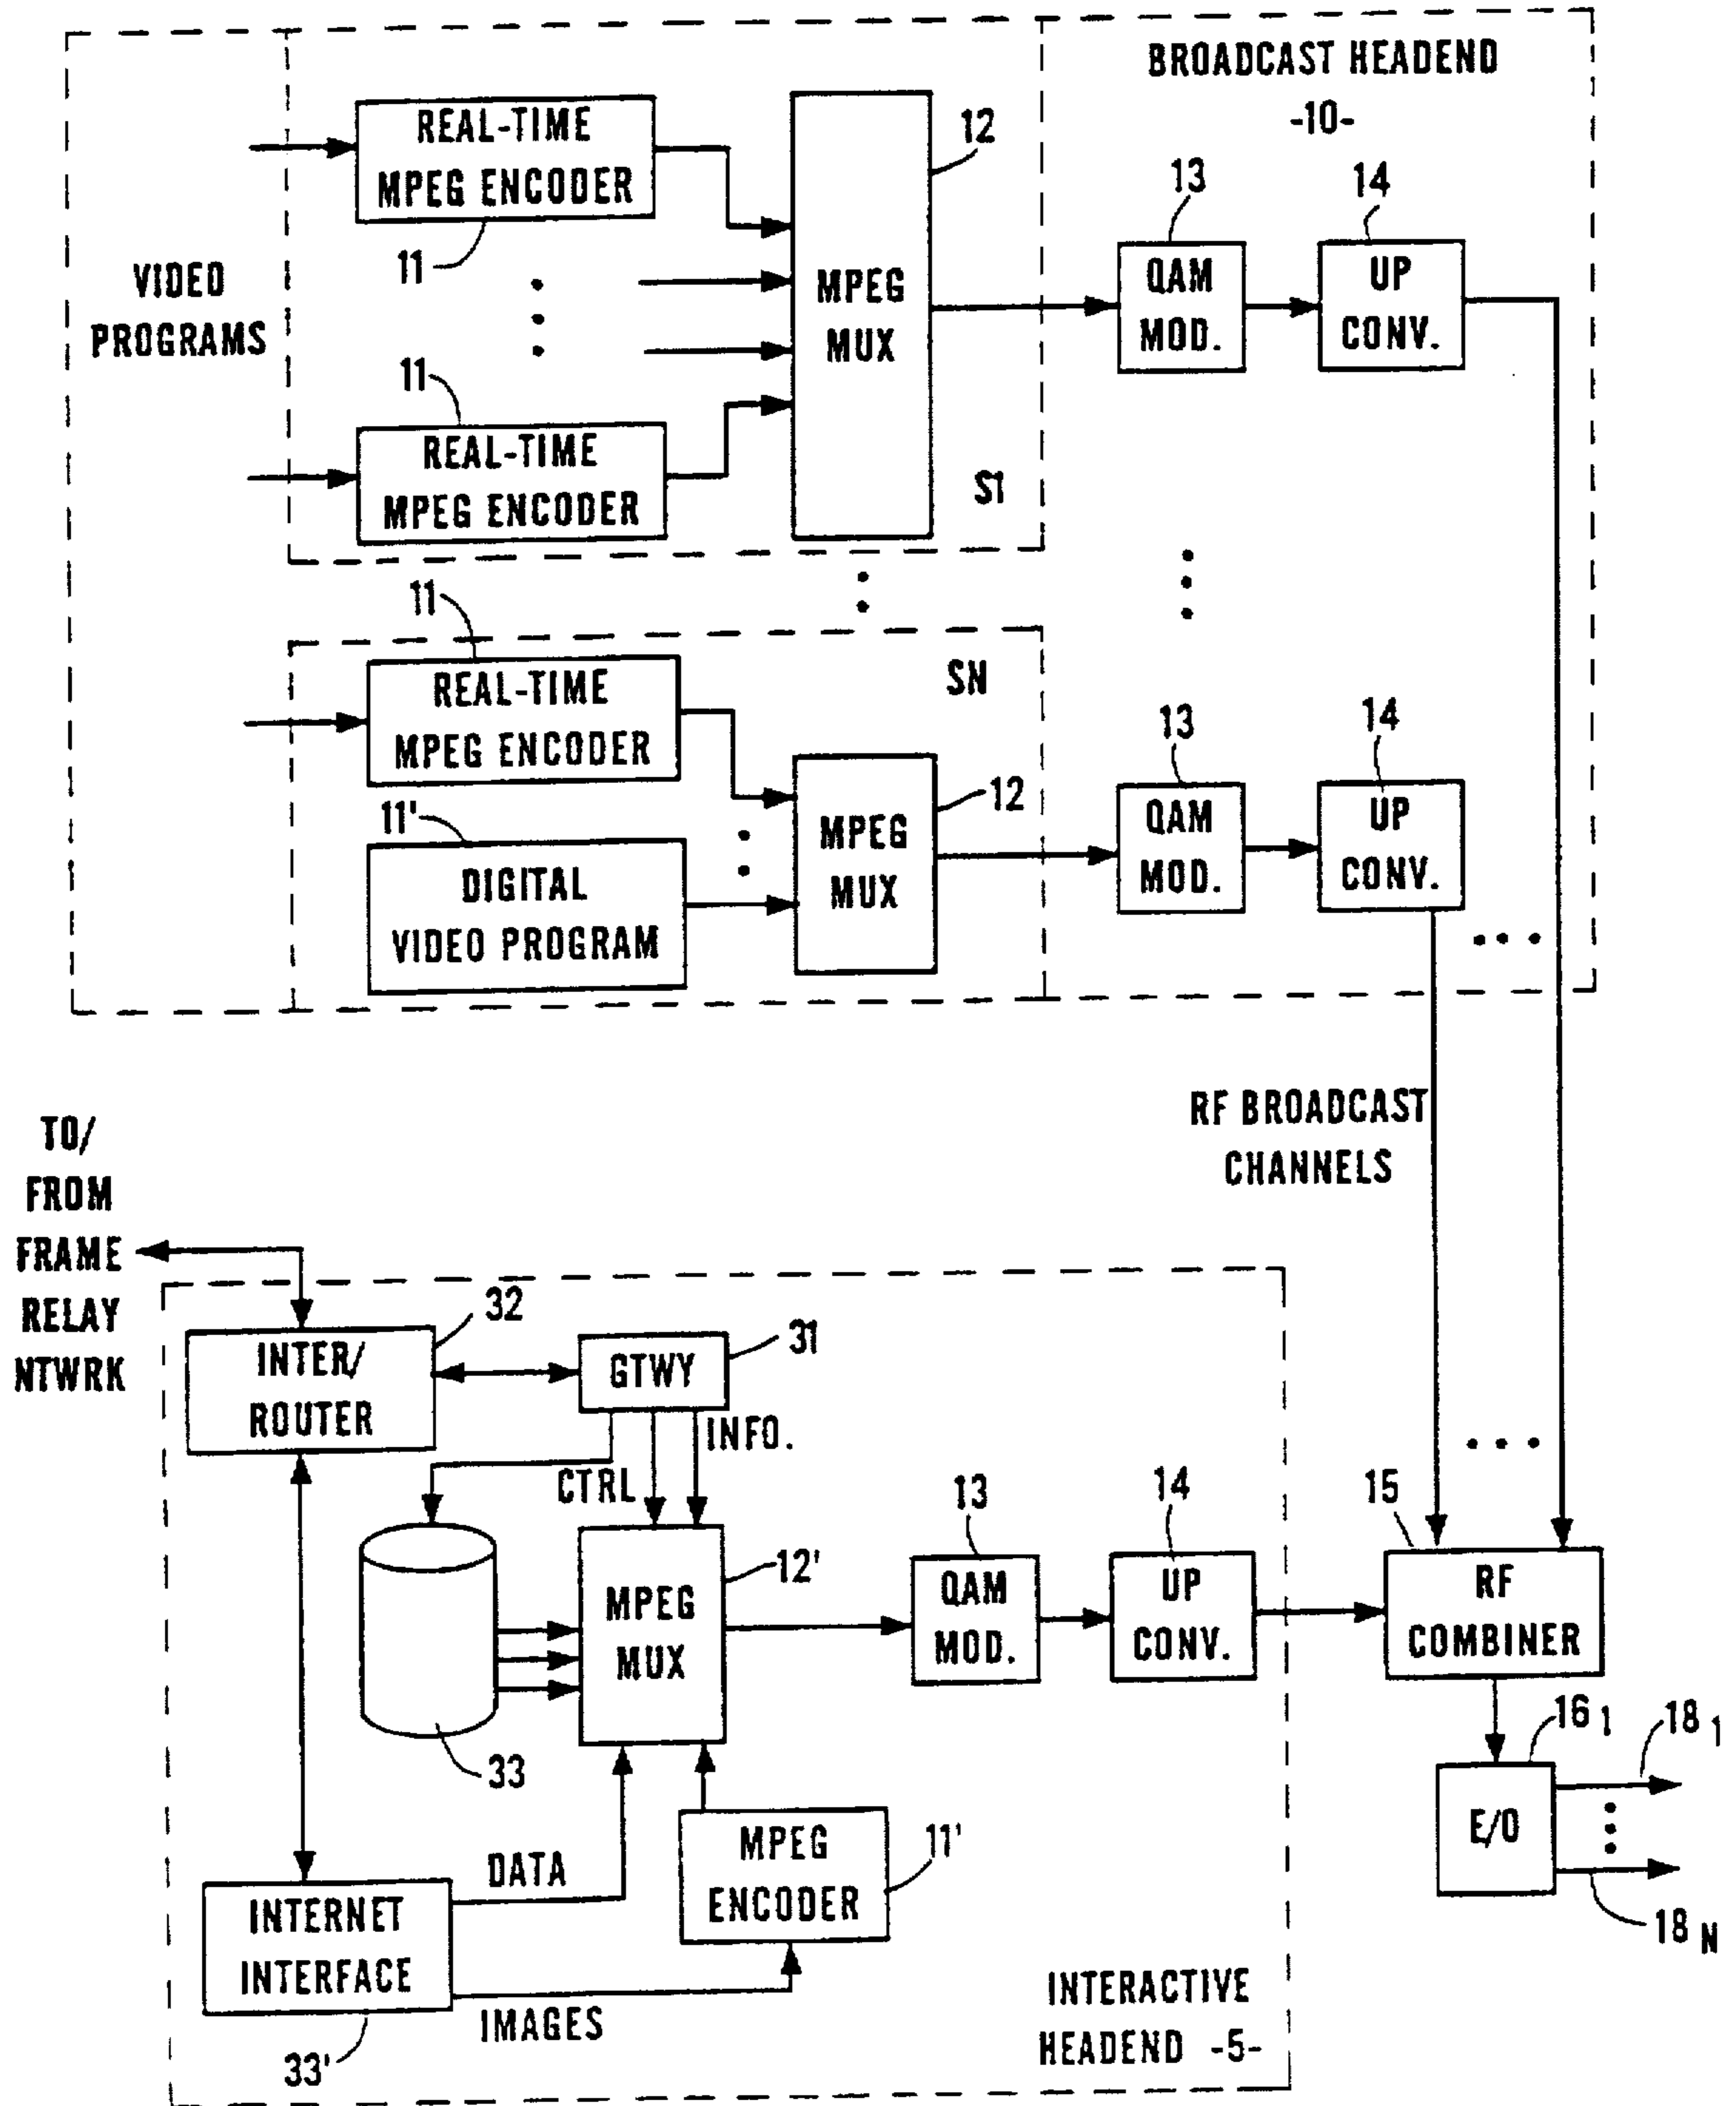 BROADCAST HEADEND
-10-
REAL-TIME
MPEG ENCODER
11
12
MPEG
MUX
13
QAM
MOD.
14
UP
CONV.
VIDEO
PROGRAMS
11
REAL-TIME
MPEG ENCODER
S1
11
REAL-TIME
MPEG ENCODER
SN
11'
DIGITAL
VIDEO PROGRAM
12
MPEG
MUX
13
QAM
MOD.
14
UP
CONV.
RF BROADCAST
CHANNELS
TO/
FROM
FRAME
RELAY
NTWRK
32
INTER/
ROUTER
31
GTWY
INFO.
CTRL
33
12'
MPEG
MUX
13
QAM
MOD.
14
UP
CONV.
15
RF
COMBINER
16 1
18 1
E/O
18 N
DATA
MPEG
ENCODER
11'
INTERNET
INTERFACE
IMAGES
33'
INTERACTIVE
HEADEND -5-